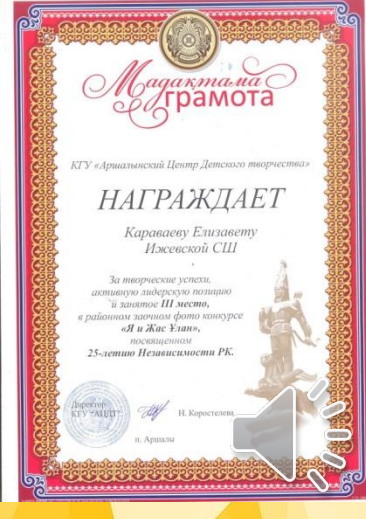 Мадақтама
грамота
КГУ «Аршалынский Центр Детского творчества»
НАГРАЖДАЕТ
Караваеву Елизавету
Ижевской СШ
За творческие успехи,
активную лидерскую позицию
и занятое III место,
в районном заочном фото конкурсе
«Я и Жас Ұлан»,
посвященном
25-летию Независимости РК.
Директор
КГУ "АЦДТ"
Н. Коростелева
п. Аршалы